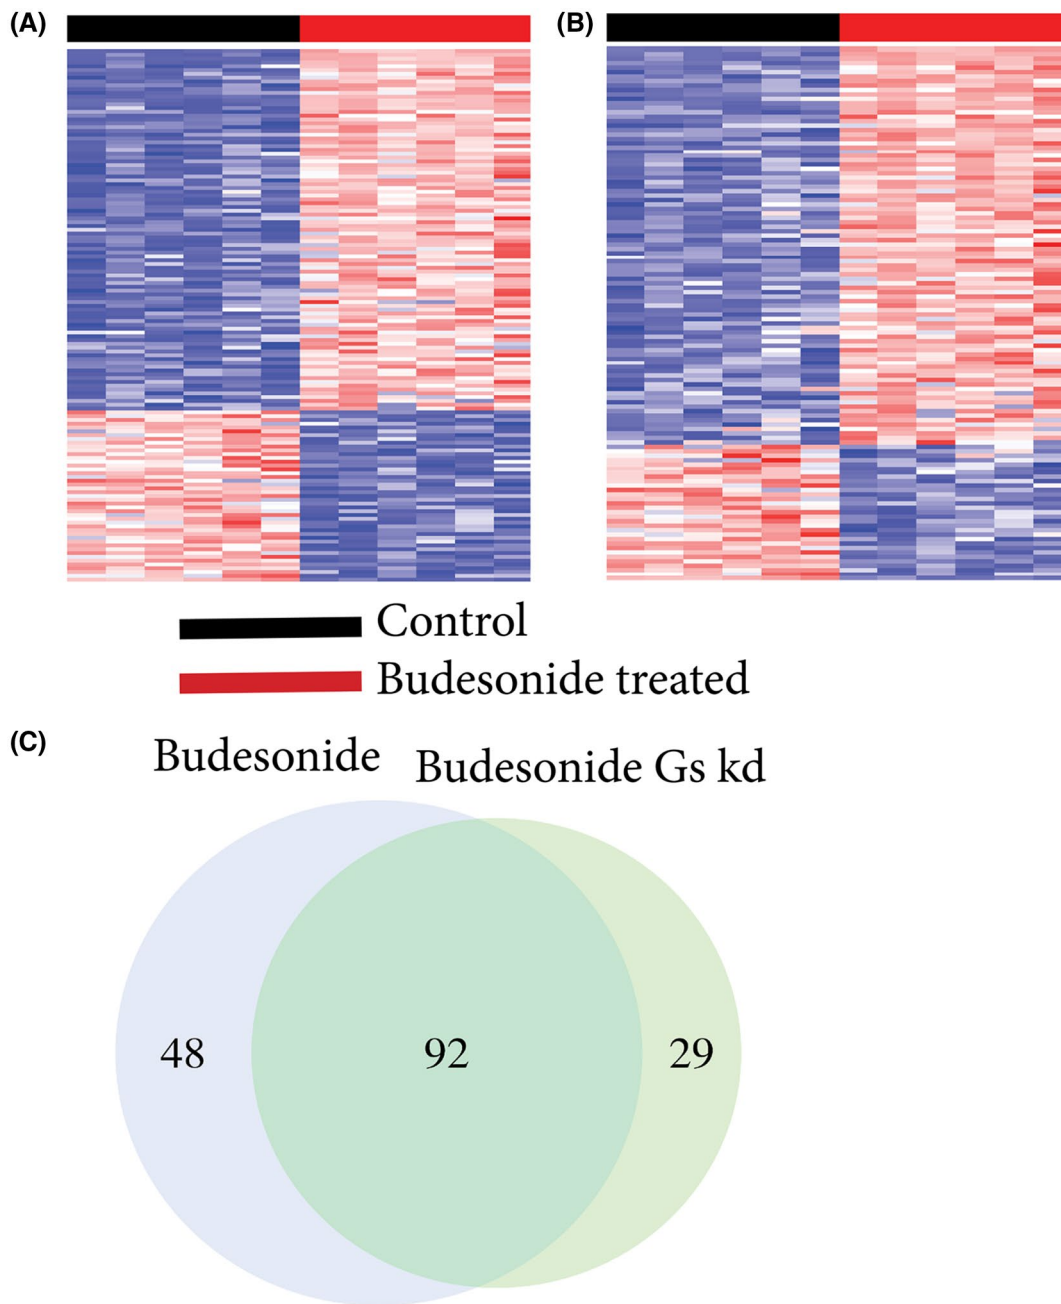 (A)
(B)
Control
Budesonide treated
(C)
Budesonide
Budesonide Gs kd
48
92
29